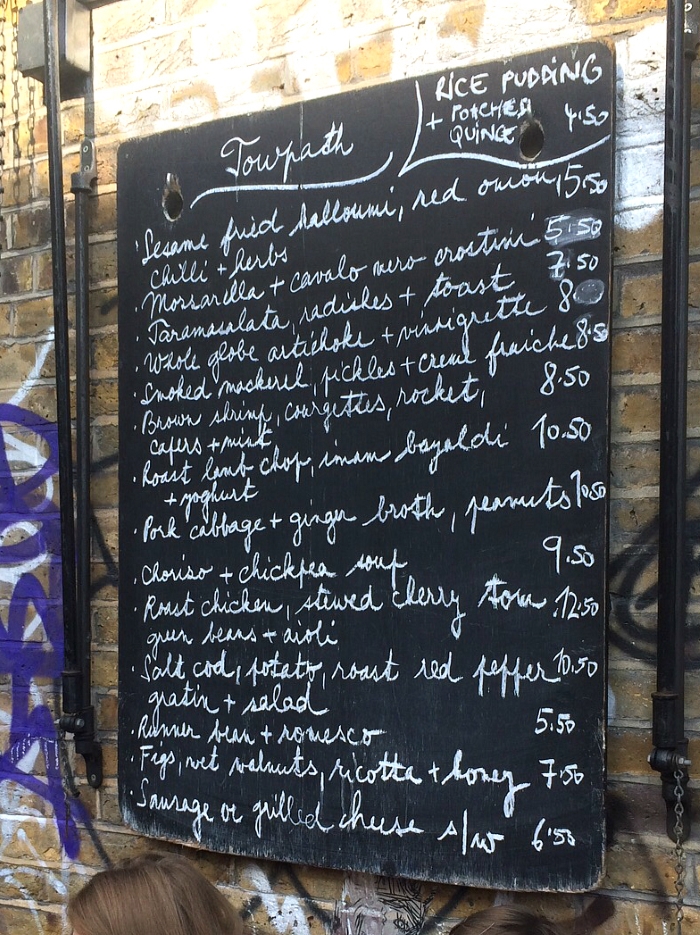 Towpath
RICE PUDDING
+ POACHED
QUINCE 4.50
· Sesame fried halloumi, red onion, 15.50
chilli + herbs
· Mozzarella + cavalo nero crostini 5.50
· Taramasalata, radishes + toast 7.50
· Whole globe artichoke + vinaigrette 8
· Smoked mackerel, pickles + creme fraiche 8.50
· Brown shrimp, courgettes, rocket, 8.50
capers + mint
· Roast lamb chop, imam bayaldi 10.50
+ yoghurt
· Pork cabbage + ginger broth, peanuts 10.50
· Chorizo + chickpea soup 9.50
· Roast chicken, stewed cherry tom, 12.50
green beans + aioli
· Salt cod, potato, roast red pepper 10.50
gratin + salad
· Runner bean + romesco 5.50
· Figs, wet walnuts, ricotta + honey 7.50
· Sausage or grilled cheese s/w 6.50